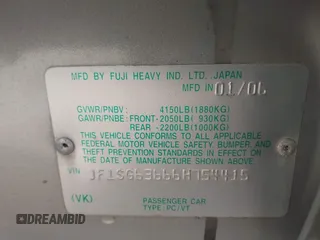 MFD BY FUJI HEAVY IND. LTD. JAPAN
MFD IN 01/06
GVWR/PNBV: 4150LB(1880KG)
GAWR/PNBE: FRONT-2050LB( 930KG)
REAR -2200LB(1000KG)
THIS VEHICLE CONFORMS TO ALL APPLICABLE
FEDERAL MOTOR VEHICLE SAFETY, BUMPER, AND
THEFT PREVENTION STANDARDS IN EFFECT ON
THE DATE OF MANUFACTURE SHOWN ABOVE.
VIN JF1SG63666H754415
(VK)
PASSENGER CAR
TYPE:PC/VT
DREAMBID